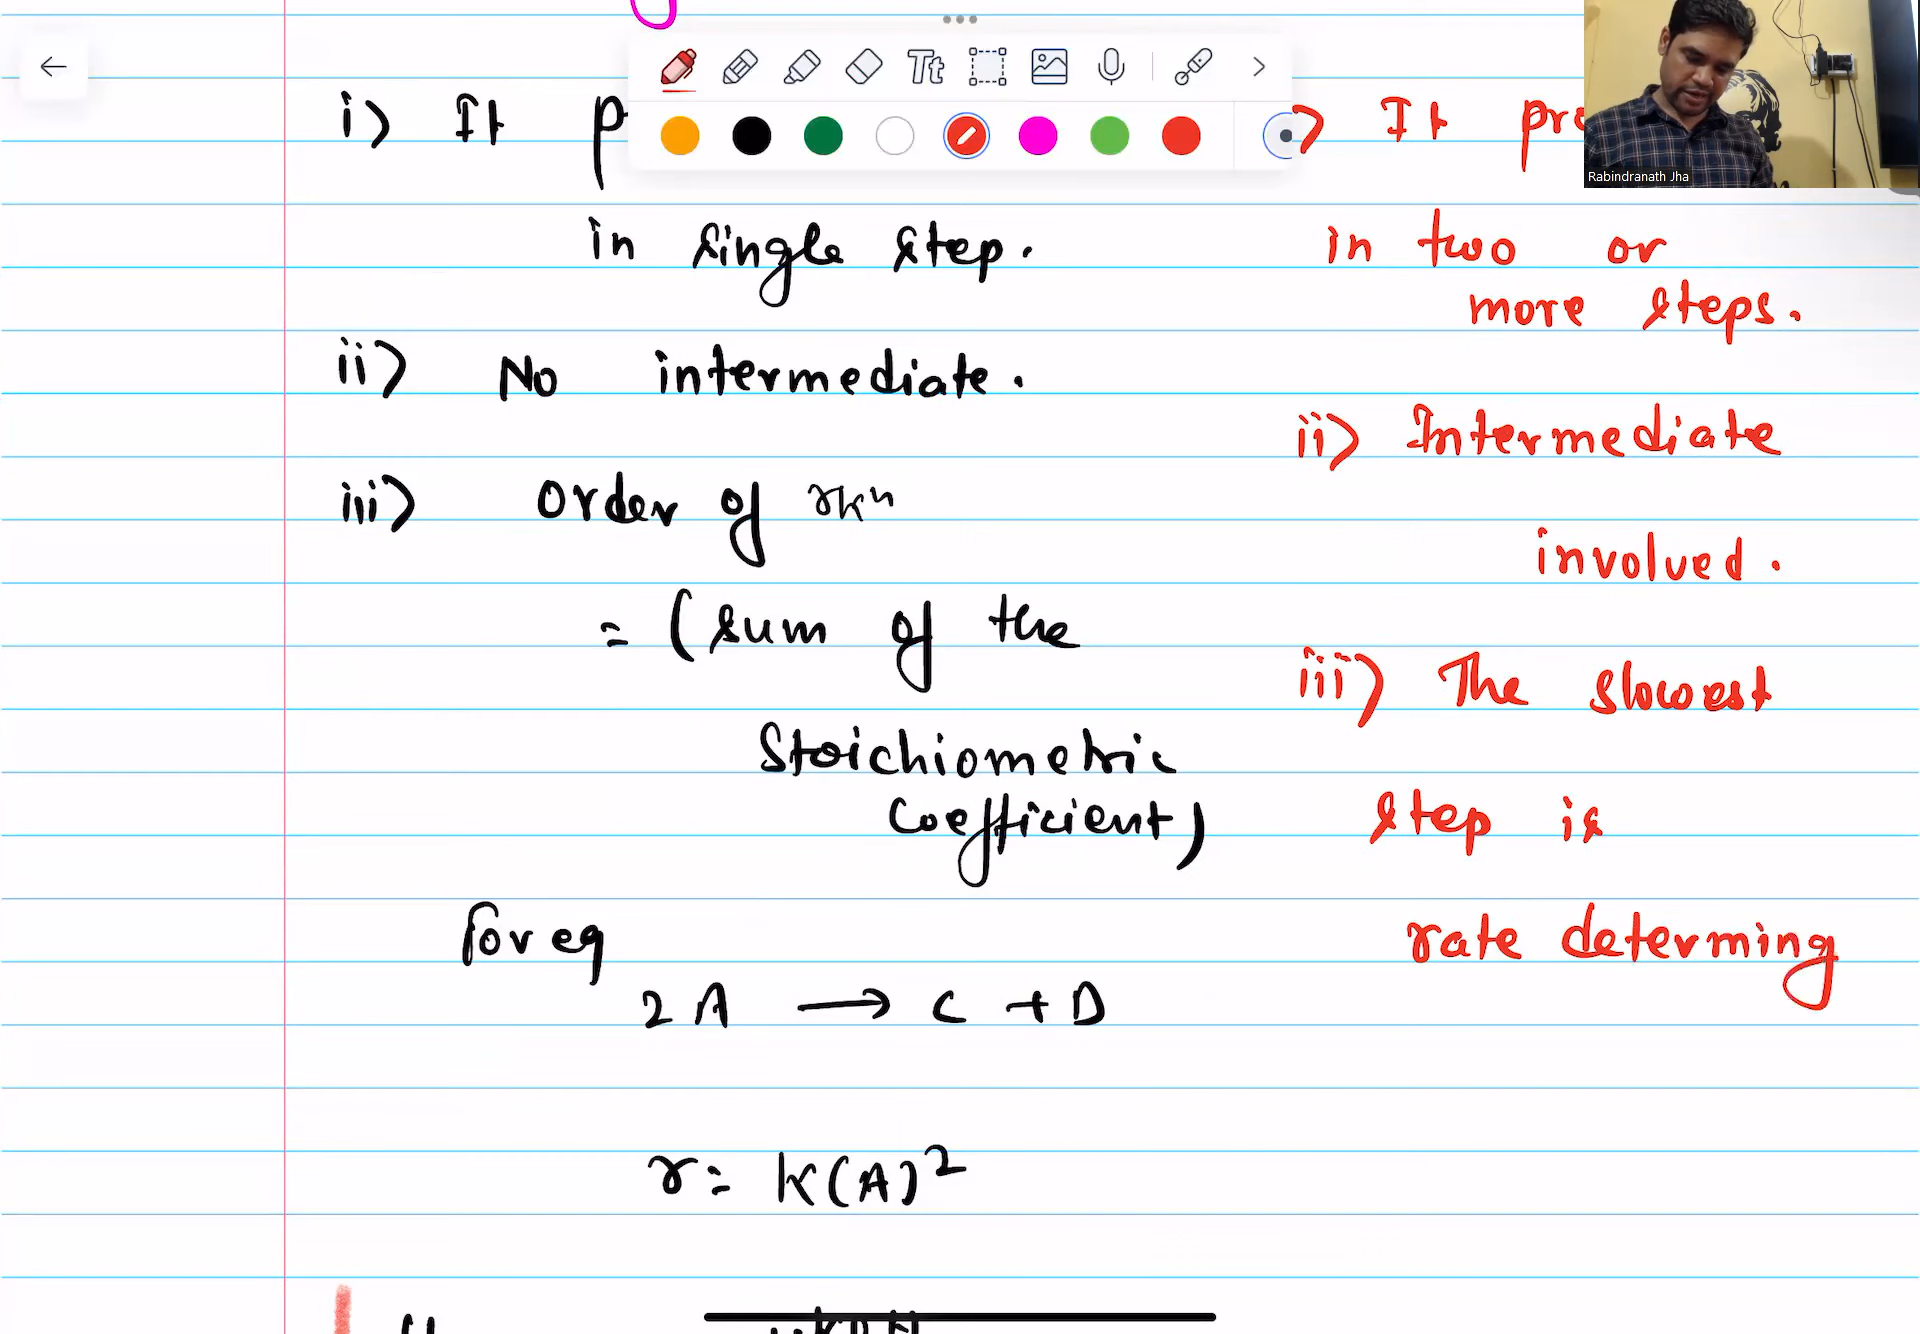 Tt
Rabindranath Jha
i) It
in single step.
ii) No intermediate.
iii) Order of rxn
= (sum of the
Stoichiometric
Coefficient)
For eg
2A → C + D
r = K(A)²
It
in two or
more steps.
ii) Intermediate
involved.
iii) The slowest
step is
rate determing